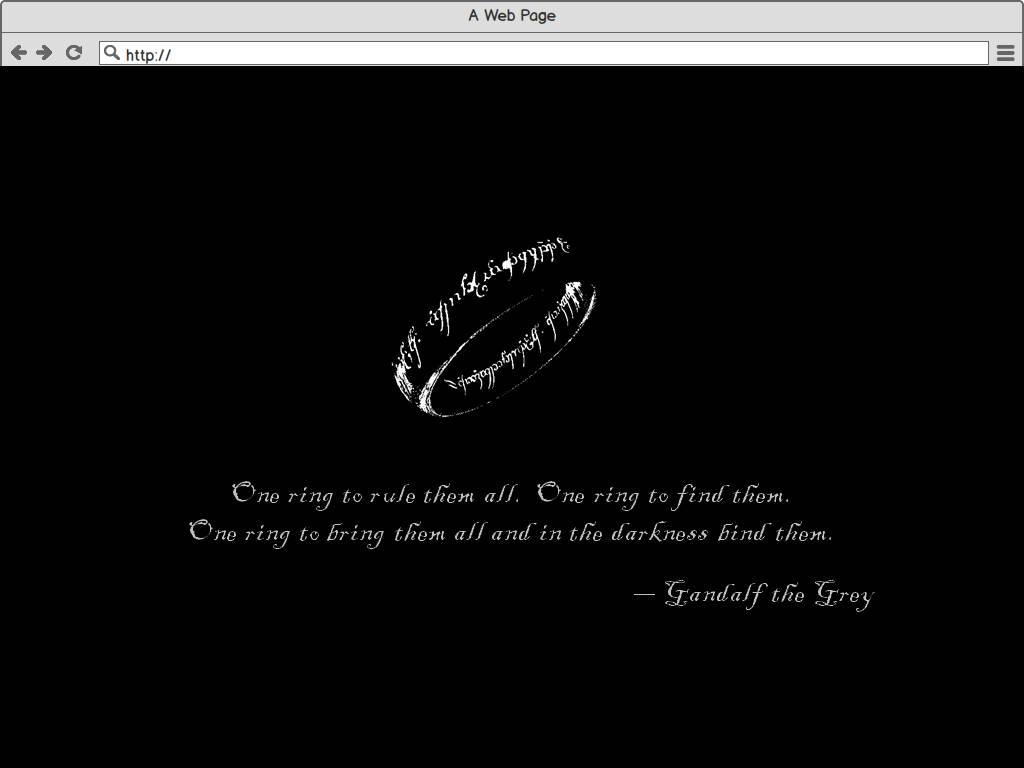 A Web Page
http://
One ring to rule them all. One ring to find them.
One ring to bring them all and in the darkness bind them.
— Gandalf the Grey